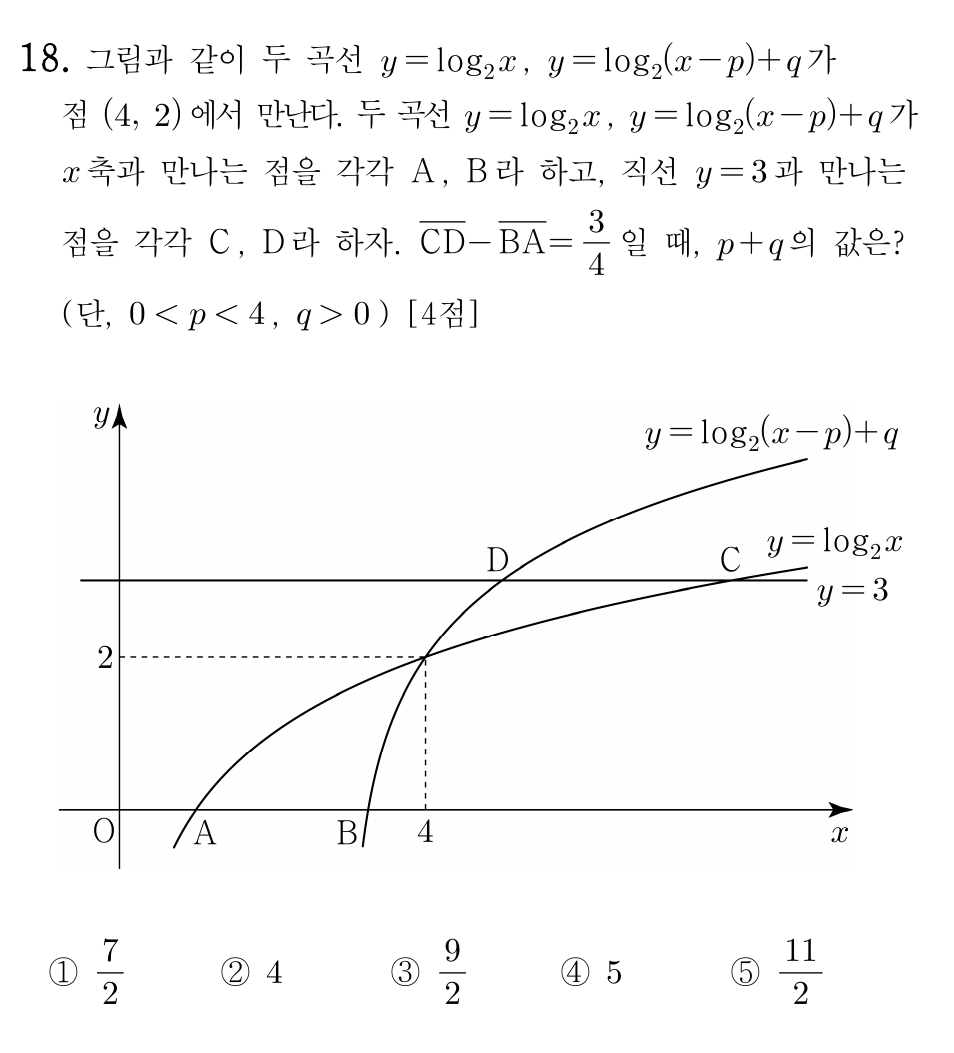 18. 그림과 같이 두 곡선 y=log₂x, y=log₂(x−p)+q가
점 (4, 2)에서 만난다. 두 곡선 y=log₂x, y=log₂(x−p)+q가
x축과 만나는 점을 각각 A, B라 하고, 직선 y=3과 만나는
점을 각각 C, D라 하자. C̅D̅−B̅A̅=3/4일 때, p+q의 값은?
(단, 0<p<4, q>0) [4점]
y
y=log₂(x−p)+q
D
C
y=log₂x
y=3
2
O
A
B
4
x
① 7/2 ② 4 ③ 9/2 ④ 5 ⑤ 11/2